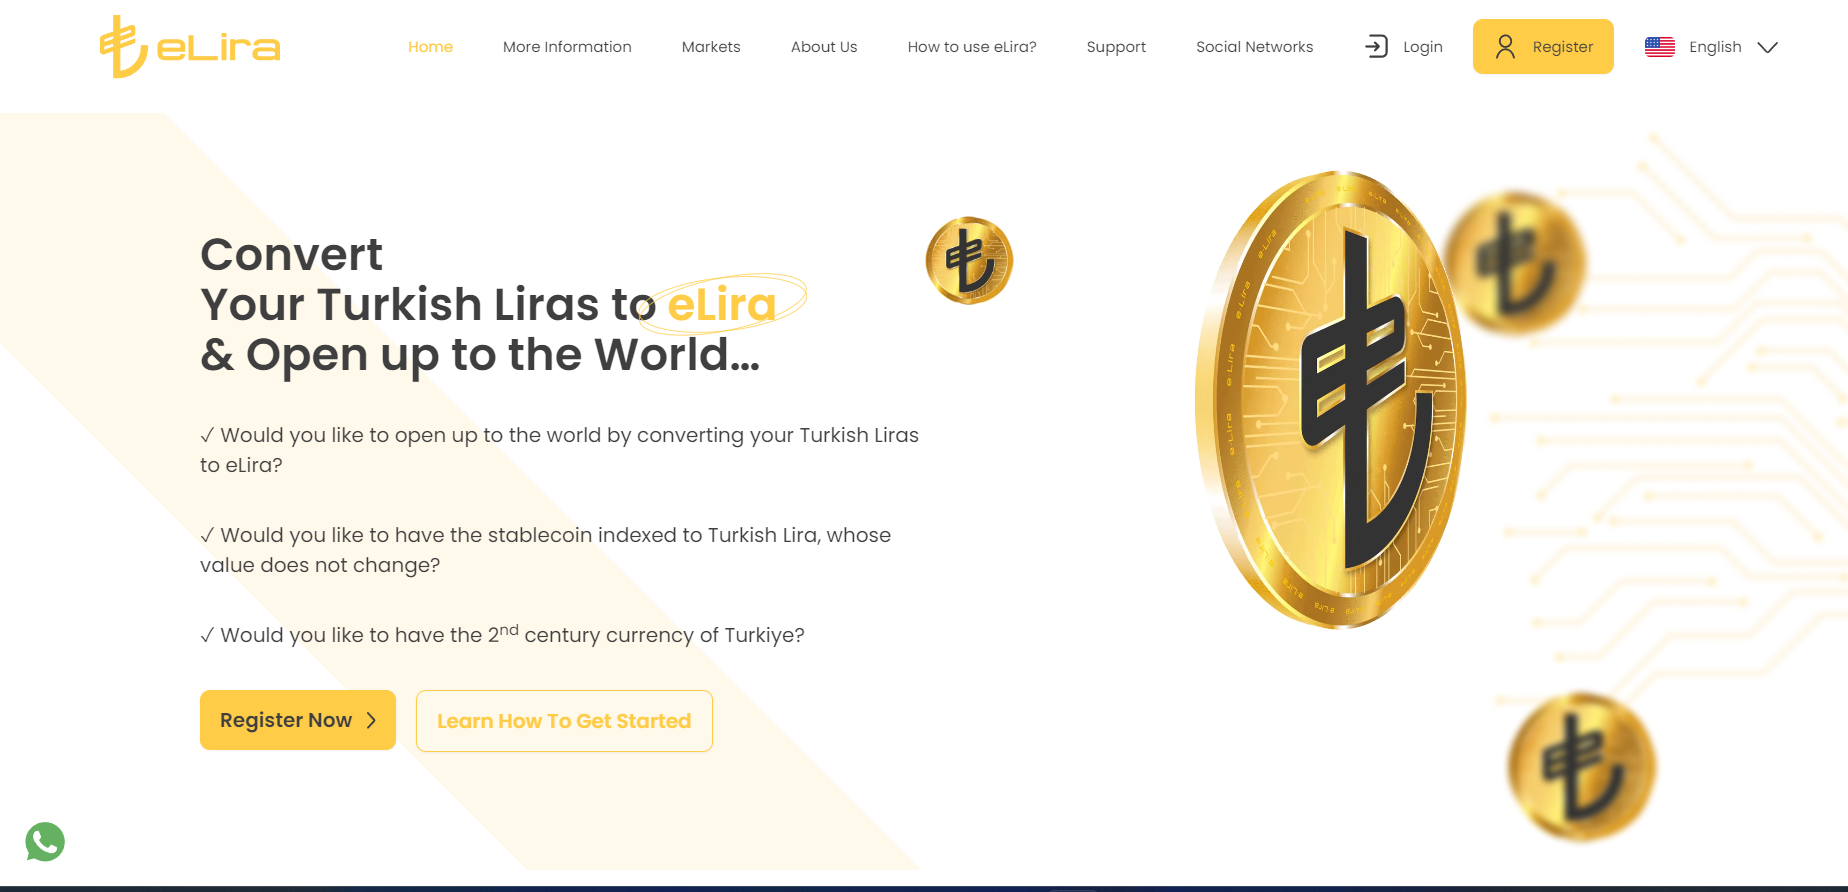 eLira
Home
More Information
Markets
About Us
How to use eLira?
Support
Social Networks
Login
Register
English
Convert
Your Turkish Liras to eLira
& Open up to the World...
✓ Would you like to open up to the world by converting your Turkish Liras
to eLira?
✓ Would you like to have the stablecoin indexed to Turkish Lira, whose
value does not change?
✓ Would you like to have the 2nd century currency of Turkiye?
Register Now
Learn How To Get Started